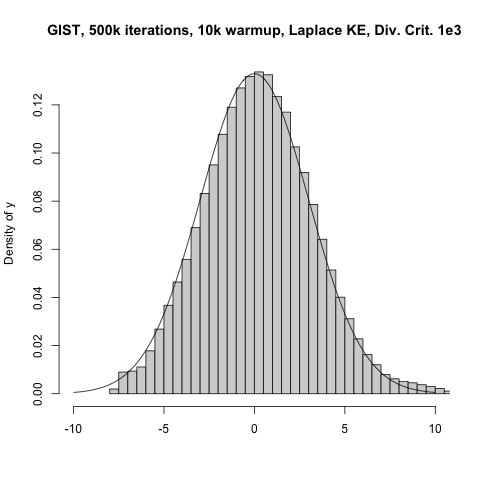 GIST, 500k iterations, 10k warmup, Laplace KE, Div. Crit. 1e3
Density of y
0.12
0.10
0.08
0.06
0.04
0.02
0.00
-10 -5 0 5 10